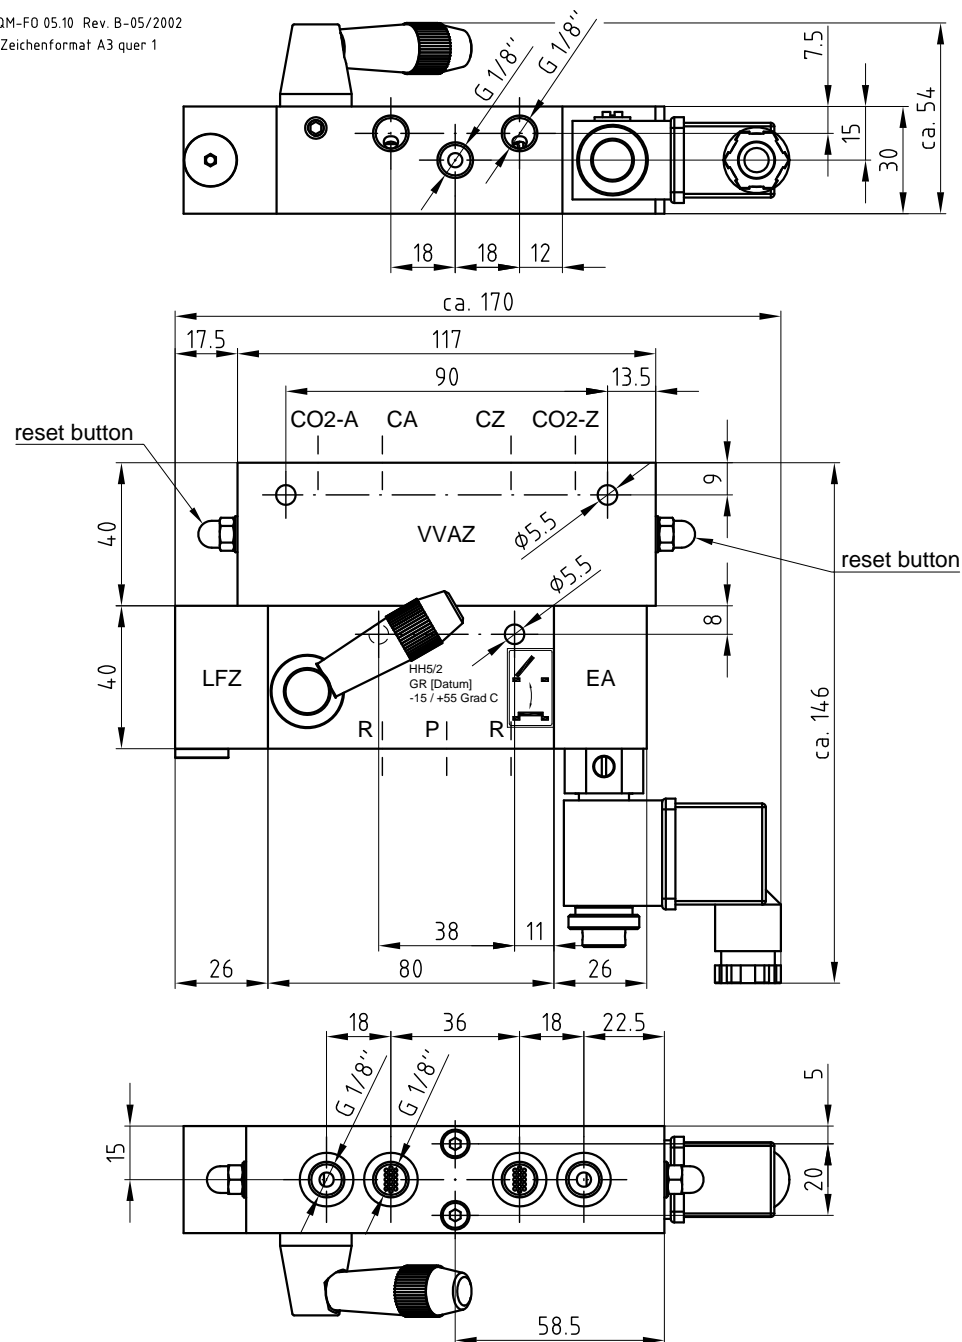 QM-FO 05.10 Rev. B-05/2002
Zeichenformat A3 quer 1
G 1/8"
G 1/8"
7.5
15
30
ca. 54
18
18
12
ca. 170
17.5
117
90
13.5
CO2-A
CA
CZ
CO2-Z
reset button
40
VVAZ
ϕ5.5
9
reset button
ϕ5.5
8
40
LFZ
HH5/2
GR [Datum]
-15 / +55 Grad C
EA
R
P
R
ca. 146
38
11
26
80
26
18
36
18
22.5
G 1/8"
G 1/8"
5
15
20
58.5